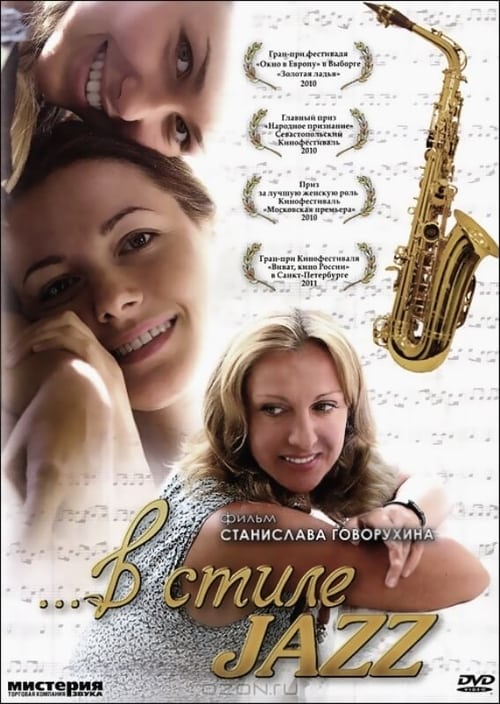 Гран-при фестиваля
«Окно в Европу» в Выборге
«Золотая ладья»
2010
Главный приз
«Народное признание»
Севастопольский
Кинофестиваль
2010
Приз
за лучшую женскую роль
Кинофестиваль
«Московская премьера»
2010
Гран-при Кинофестиваля
«Виват, кино России»
в Санкт-Петербурге
2011
фильм
СТАНИСЛАВА ГОВОРУХИНА
...в стиле
JAZZ
мистерия
ТОРГОВАЯ КОМПАНИЯ ЗВУКА
DVD
VIDEO
OZON.ru